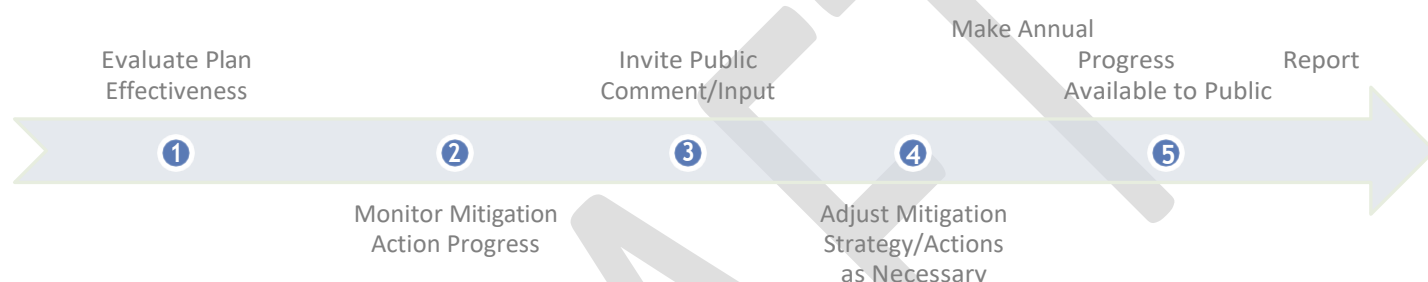 Evaluate Plan
Effectiveness
Invite Public
Comment/Input
Make Annual
Progress Report
Available to Public
1 2 3 4 5
Monitor Mitigation
Action Progress
Adjust Mitigation
Strategy/Actions
as Necessary